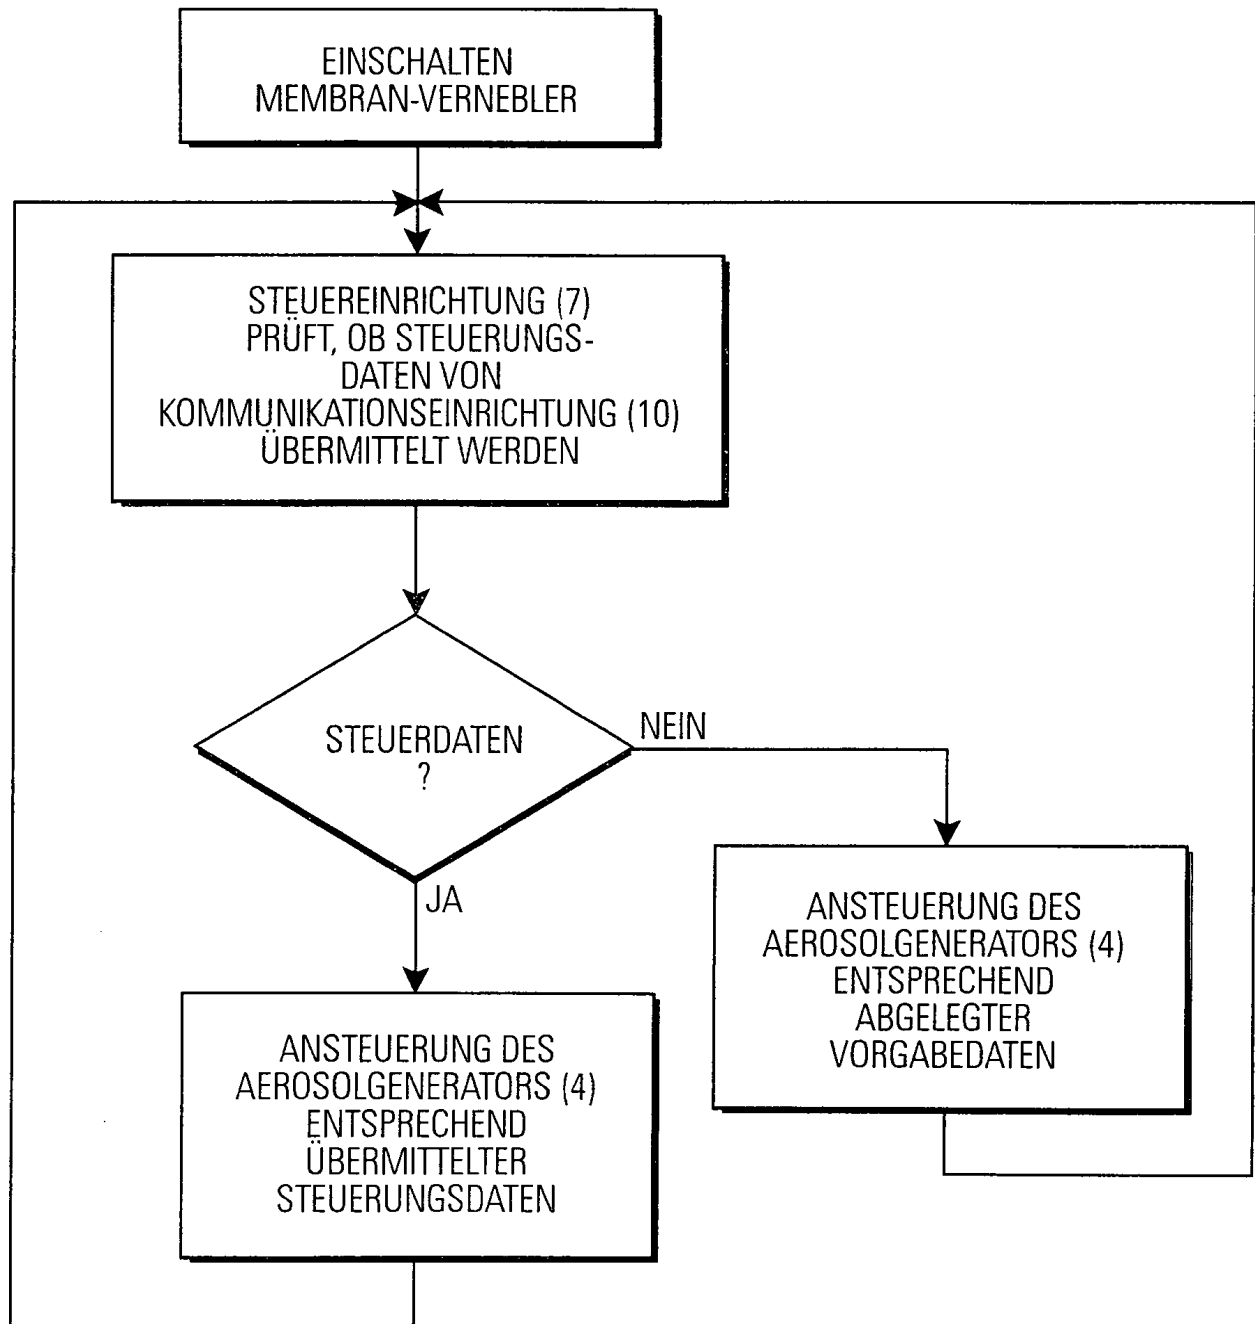 EINSCHALTEN
MEMBRAN-VERNEBLER
STEUEREINRICHTUNG (7)
PRÜFT, OB STEUERUNGS-
DATEN VON
KOMMUNIKATIONSEINRICHTUNG (10)
ÜBERMITTELT WERDEN
STEUERDATEN
?
NEIN
JA
ANSTEUERUNG DES
AEROSOLGENERATORS (4)
ENTSPRECHEND
ABGELEGTER
VORGABEDATEN
ANSTEUERUNG DES
AEROSOLGENERATORS (4)
ENTSPRECHEND
ÜBERMITTELTER
STEUERUNGSDATEN